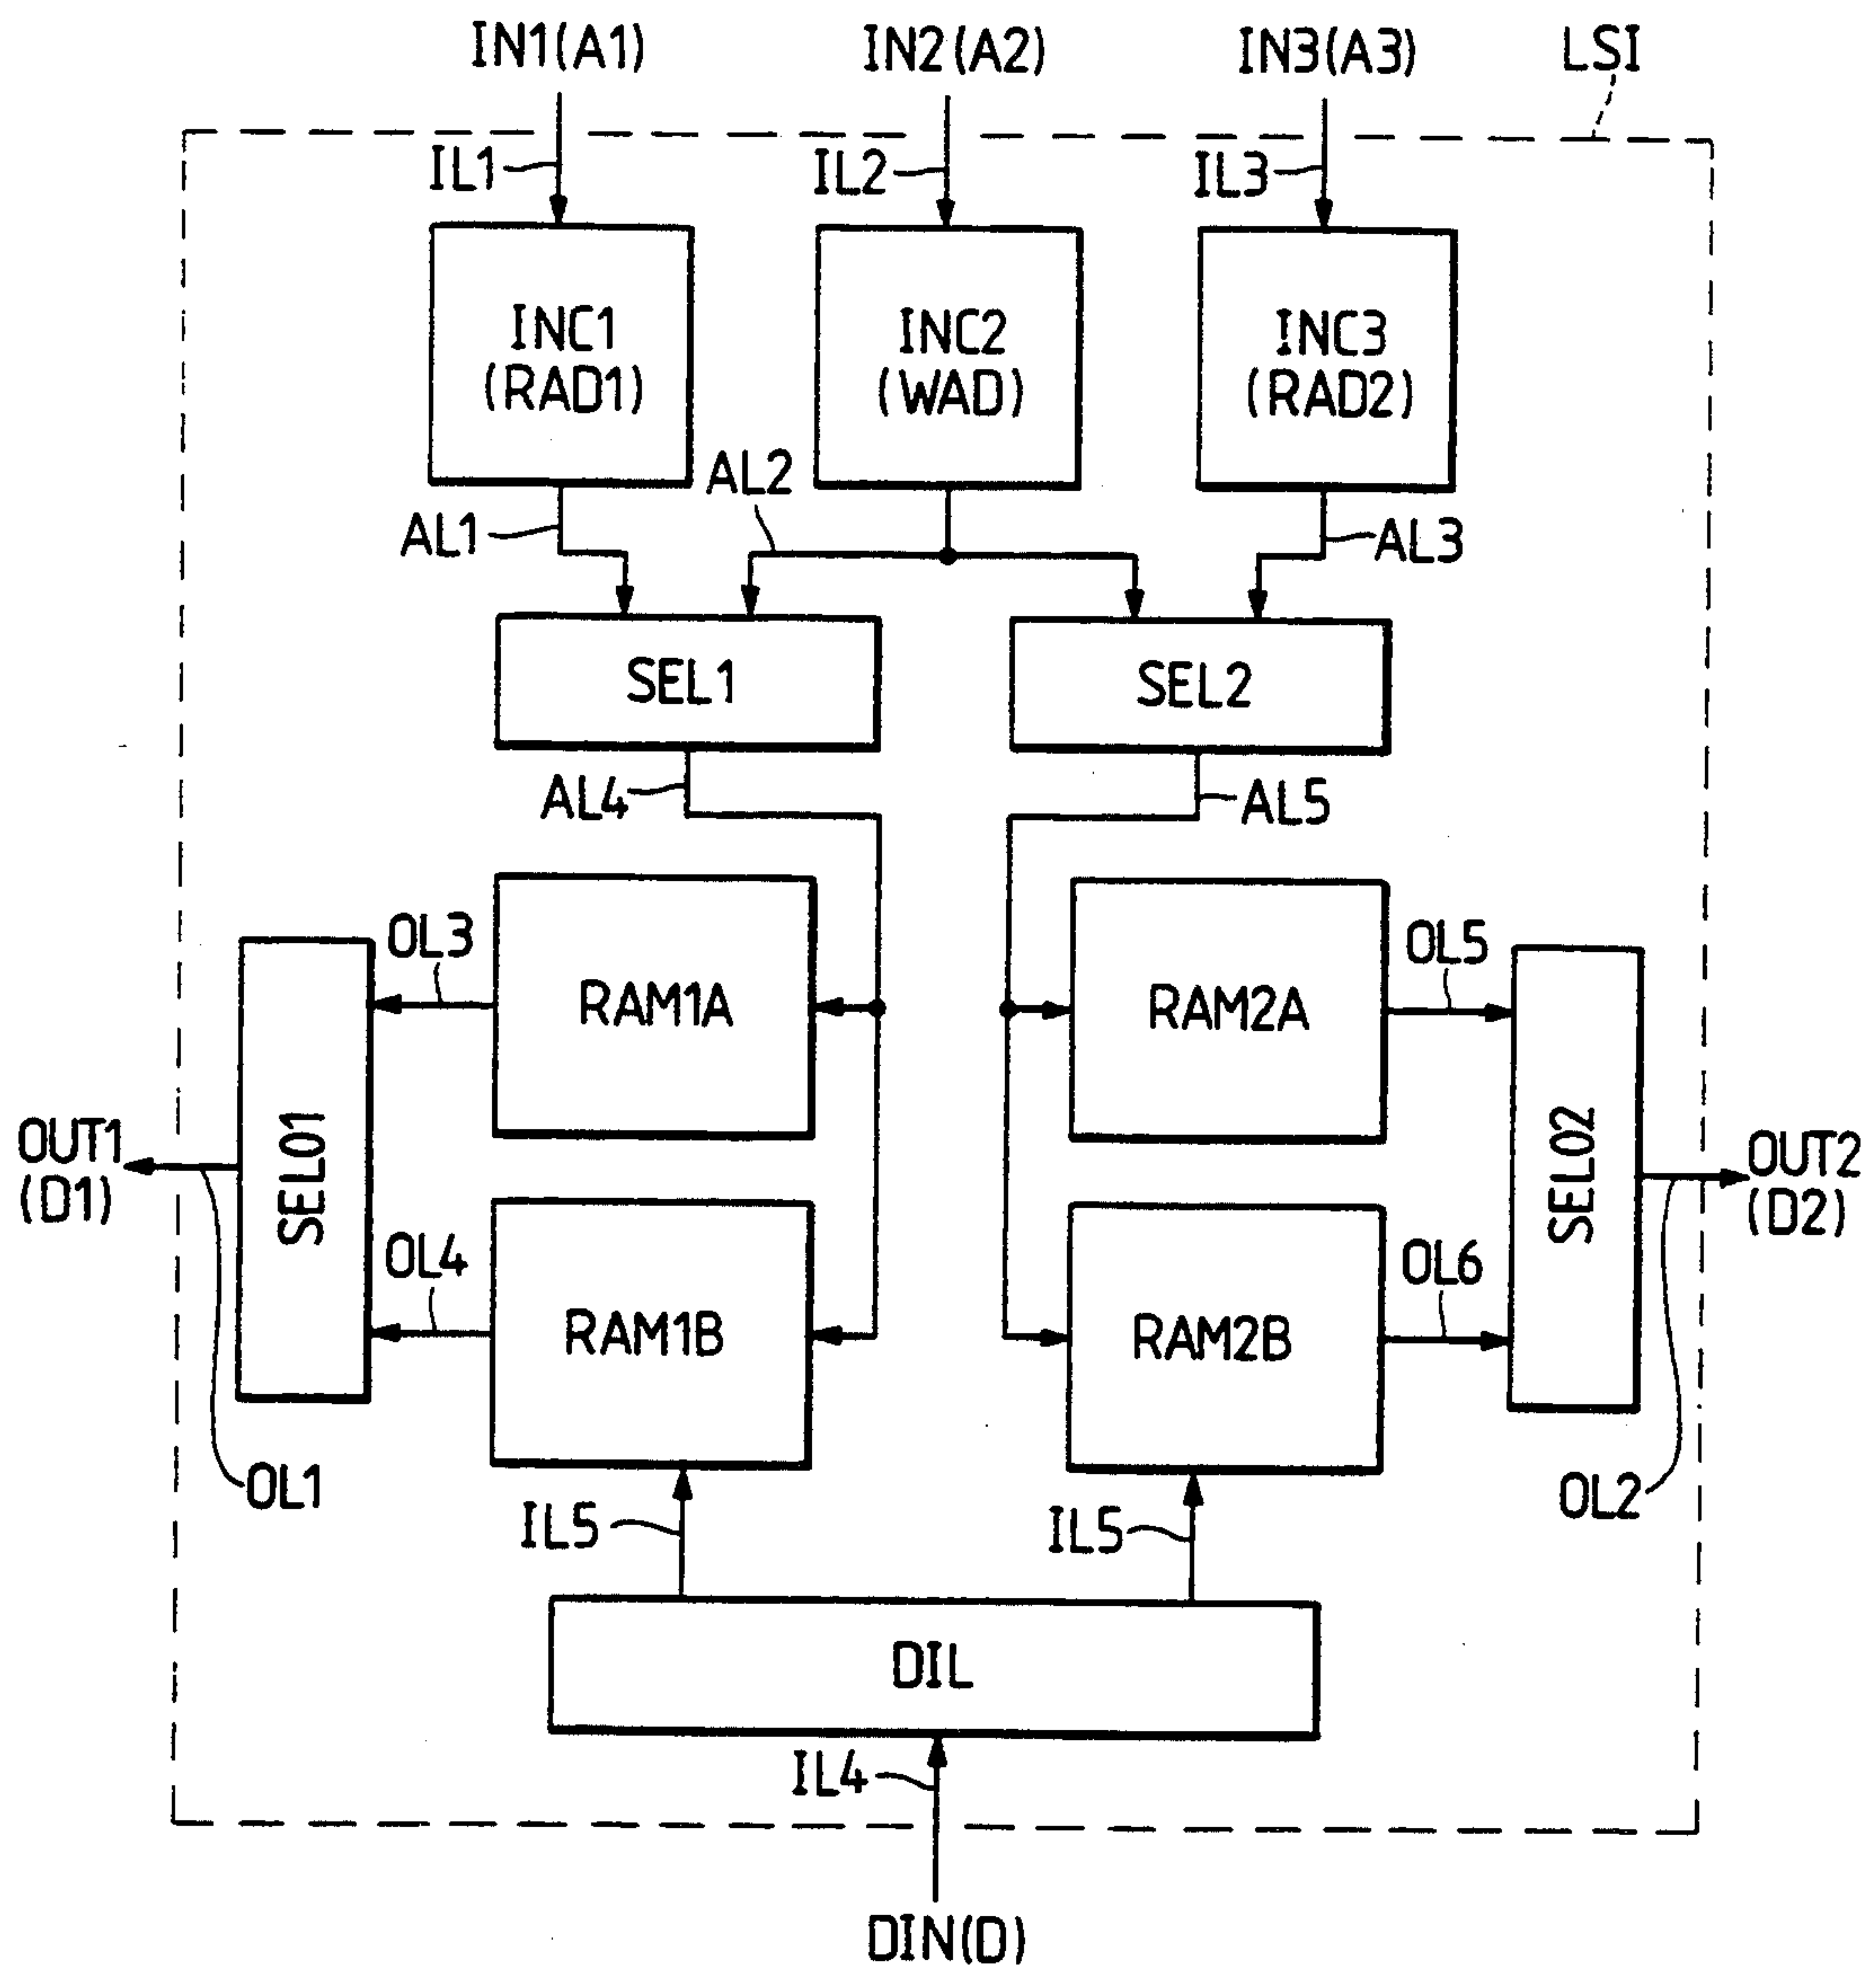 IN1(A1)
IN2(A2)
IN3(A3)
LSI
IL1
IL2
IL3
INC1
(RAD1)
INC2
(WAD)
INC3
(RAD2)
AL2
AL1
AL3
SEL1
SEL2
AL4
AL5
OL3
RAM1A
RAM2A
OL5
OUT1
(D1)
SEL01
SEL02
OUT2
(D2)
OL4
RAM1B
RAM2B
OL6
OL1
IL5
IL5
OL2
DIL
IL4
DIN(D)